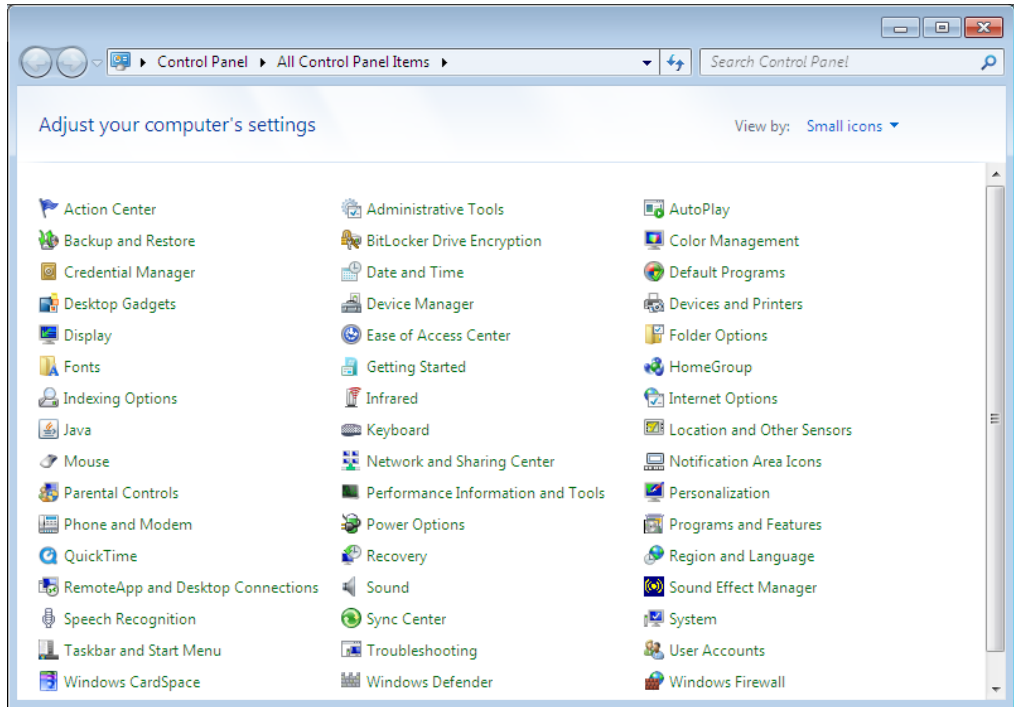 Control Panel All Control Panel Items Search Control Panel
Adjust your computer's settings View by: Small icons
Action Center Administrative Tools AutoPlay
Backup and Restore BitLocker Drive Encryption Color Management
Credential Manager Date and Time Default Programs
Desktop Gadgets Device Manager Devices and Printers
Display Ease of Access Center Folder Options
Fonts Getting Started HomeGroup
Indexing Options Infrared Internet Options
Java Keyboard Location and Other Sensors
Mouse Network and Sharing Center Notification Area Icons
Parental Controls Performance Information and Tools Personalization
Phone and Modem Power Options Programs and Features
QuickTime Recovery Region and Language
RemoteApp and Desktop Connections Sound Sound Effect Manager
Speech Recognition Sync Center System
Taskbar and Start Menu Troubleshooting User Accounts
Windows CardSpace Windows Defender Windows Firewall